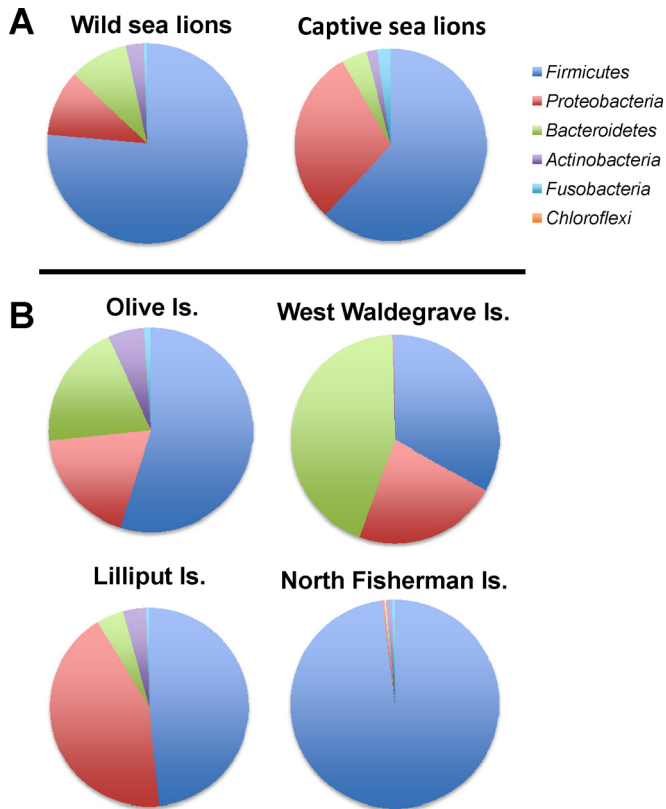 A
Wild sea lions
Captive sea lions
Firmicutes
Proteobacteria
Bacteroidetes
Actinobacteria
Fusobacteria
Chloroflexi
B
Olive Is.
West Waldegrave Is.
Lilliput Is.
North Fisherman Is.